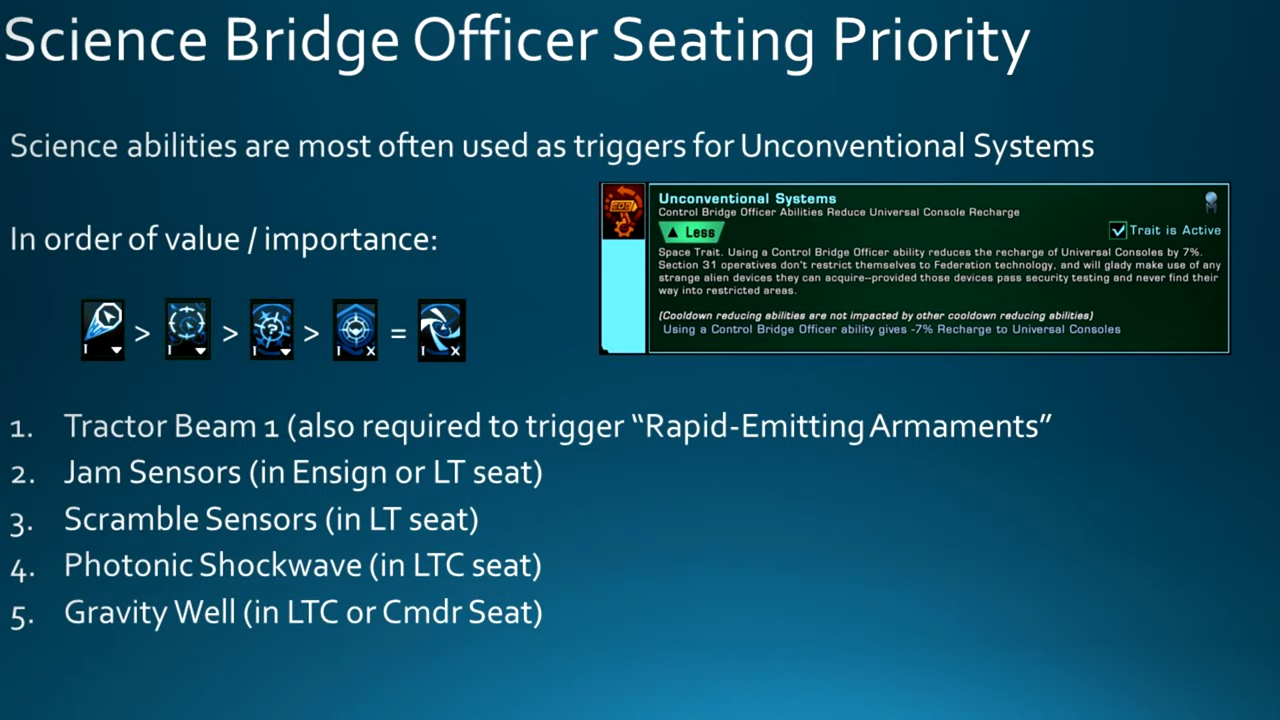 Science Bridge Officer Seating Priority
Science abilities are most often used as triggers for Unconventional Systems
In order of value / importance:
Unconventional Systems
Control Bridge Officer Abilities Reduce Universal Console Recharge
▲ Less
Trait is Active
Space Trait. Using a Control Bridge Officer ability reduces the recharge of Universal Consoles by 7%.
Section 31 operatives don't restrict themselves to Federation technology, and will glady make use of any
strange alien devices they can acquire--provided those devices pass security testing and never find their
way into restricted areas.
(Cooldown reducing abilities are not impacted by other cooldown reducing abilities)
Using a Control Bridge Officer ability gives -7% Recharge to Universal Consoles
I > I > I ? > I X = I X
1. Tractor Beam 1 (also required to trigger “Rapid-Emitting Armaments”
2. Jam Sensors (in Ensign or LT seat)
3. Scramble Sensors (in LT seat)
4. Photonic Shockwave (in LTC seat)
5. Gravity Well (in LTC or Cmdr Seat)